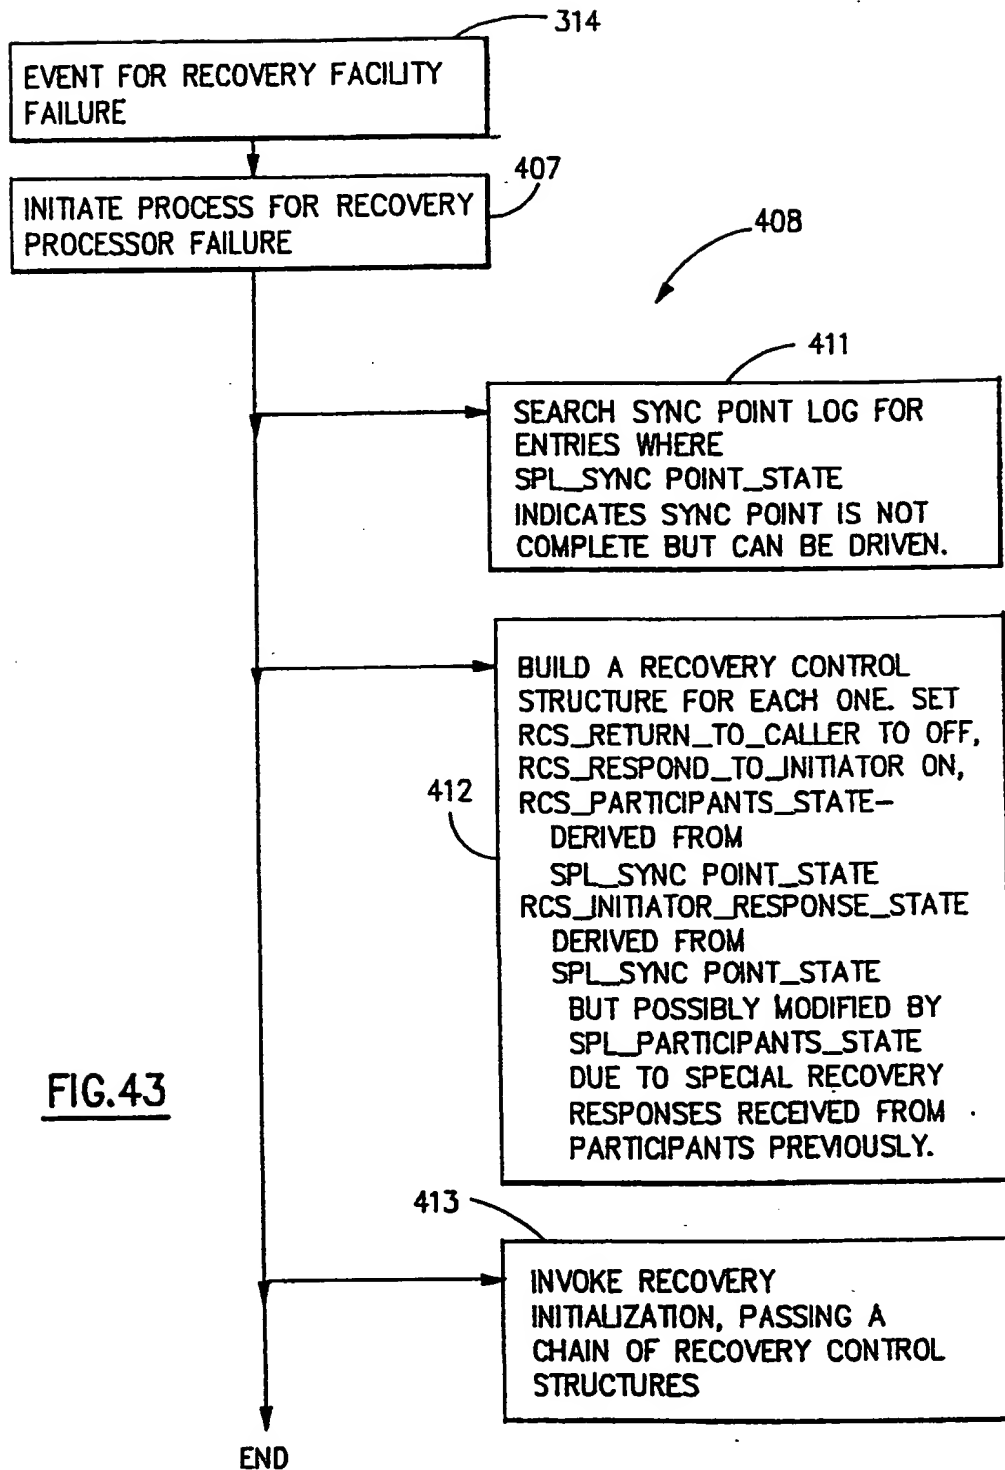 314
EVENT FOR RECOVERY FACILITY
FAILURE
407
INITIATE PROCESS FOR RECOVERY
PROCESSOR FAILURE
408
411
SEARCH SYNC POINT LOG FOR
ENTRIES WHERE
SPL_SYNC POINT_STATE
INDICATES SYNC POINT IS NOT
COMPLETE BUT CAN BE DRIVEN.
412
BUILD A RECOVERY CONTROL
STRUCTURE FOR EACH ONE. SET
RCS_RETURN_TO_CALLER TO OFF,
RCS_RESPOND_TO_INITIATOR ON,
RCS_PARTICIPANTS_STATE-
DERIVED FROM
SPL_SYNC POINT_STATE
RCS_INITIATOR_RESPONSE_STATE
DERIVED FROM
SPL_SYNC POINT_STATE
BUT POSSIBLY MODIFIED BY
SPL_PARTICIPANTS_STATE
DUE TO SPECIAL RECOVERY
RESPONSES RECEIVED FROM
PARTICIPANTS PREVIOUSLY.
FIG.43
413
INVOKE RECOVERY
INITIALIZATION, PASSING A
CHAIN OF RECOVERY CONTROL
STRUCTURES
END